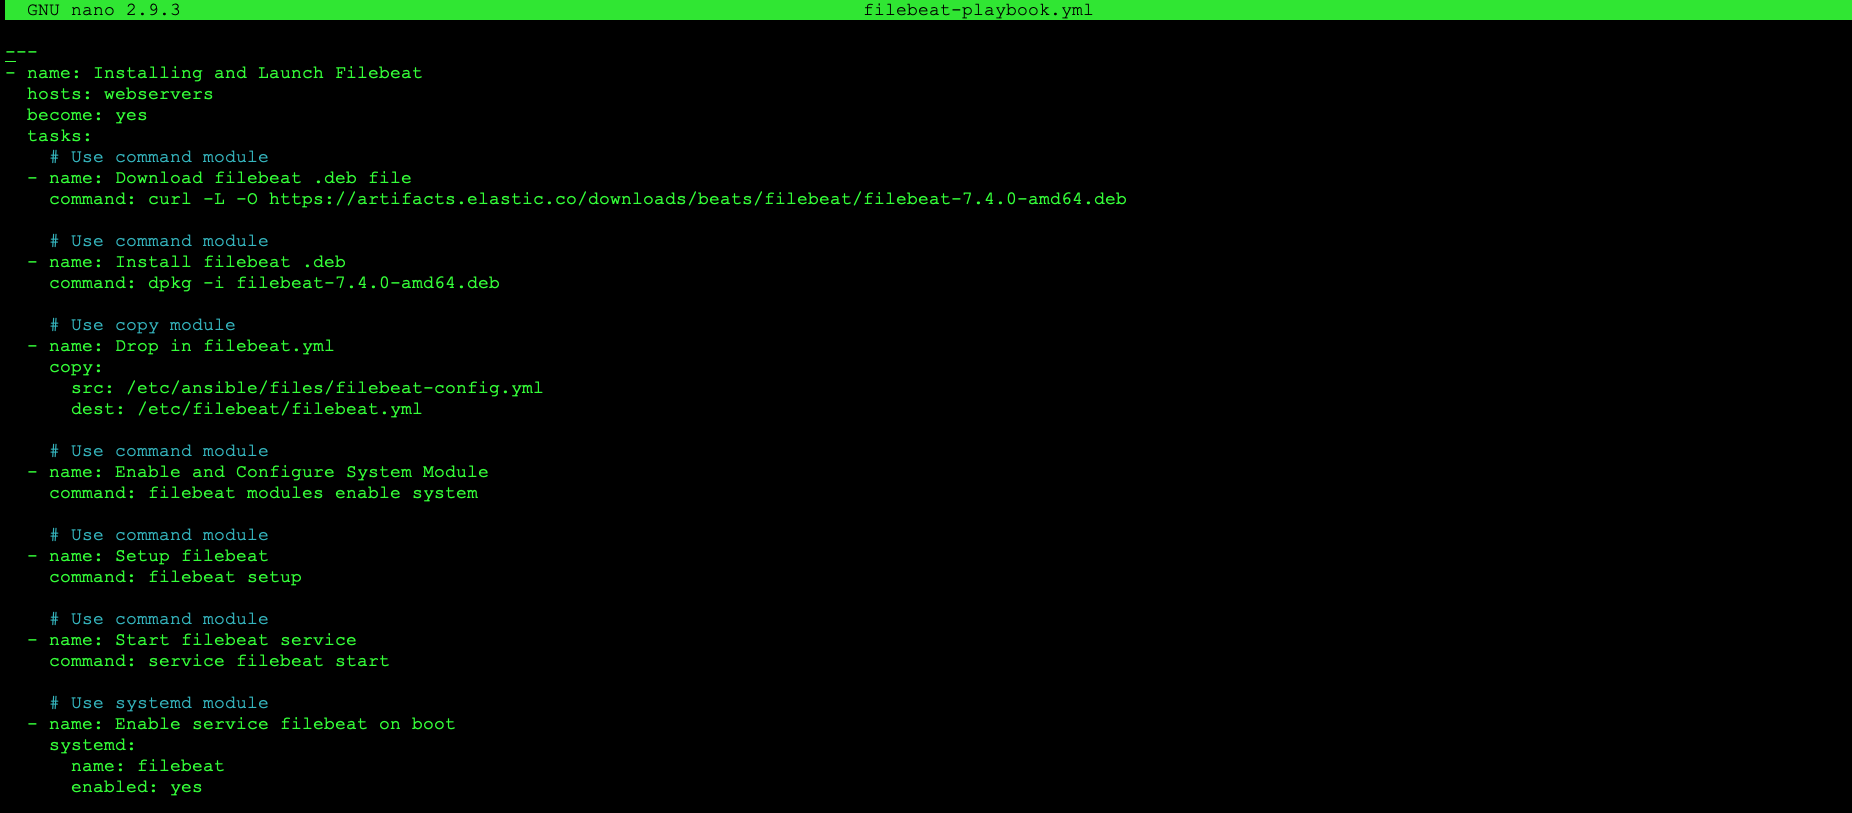 GNU nano 2.9.3 filebeat-playbook.yml
---
- name: Installing and Launch Filebeat
  hosts: webservers
  become: yes
  tasks:
    # Use command module
  - name: Download filebeat .deb file
    command: curl -L -O https://artifacts.elastic.co/downloads/beats/filebeat/filebeat-7.4.0-amd64.deb
    # Use command module
  - name: Install filebeat .deb
    command: dpkg -i filebeat-7.4.0-amd64.deb
    # Use copy module
  - name: Drop in filebeat.yml
    copy:
      src: /etc/ansible/files/filebeat-config.yml
      dest: /etc/filebeat/filebeat.yml
    # Use command module
  - name: Enable and Configure System Module
    command: filebeat modules enable system
    # Use command module
  - name: Setup filebeat
    command: filebeat setup
    # Use command module
  - name: Start filebeat service
    command: service filebeat start
    # Use systemd module
  - name: Enable service filebeat on boot
    systemd:
      name: filebeat
      enabled: yes